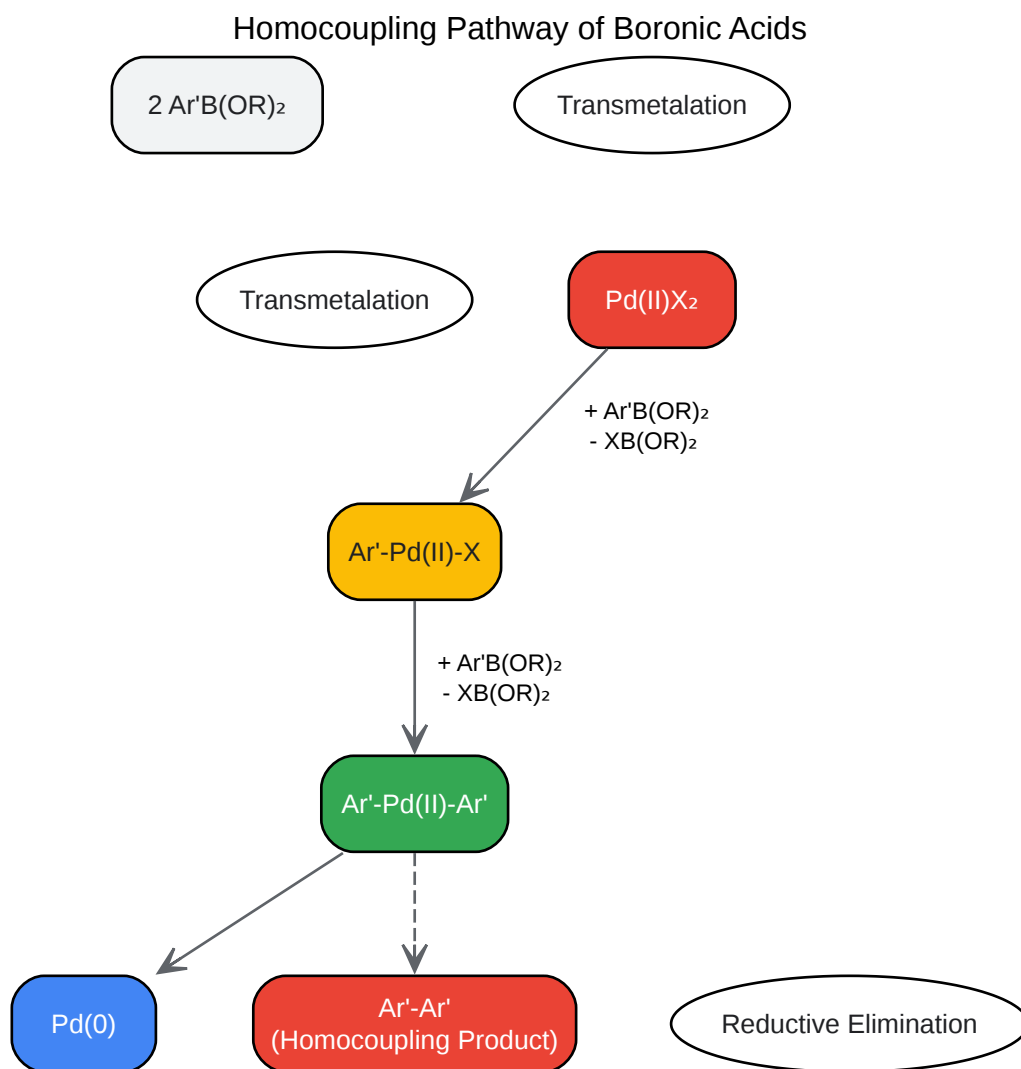 Homocoupling Pathway of Boronic Acids
2 Ar'B(OR)₂
Transmetalation
Transmetalation
Pd(II)X₂
+ Ar'B(OR)₂
- XB(OR)₂
Ar'-Pd(II)-X
+ Ar'B(OR)₂
- XB(OR)₂
Ar'-Pd(II)-Ar'
Pd(0)
Ar'-Ar'
(Homocoupling Product)
Reductive Elimination